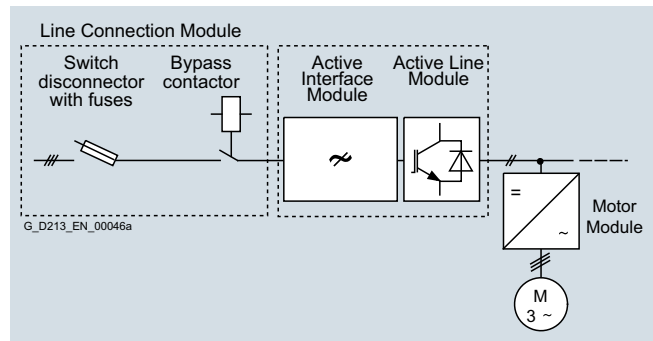 Line Connection Module
Switch
disconnector
with fuses
Bypass
contactor
Active
Interface
Module
Active Line
Module
G_D213_EN_00046a
=
~
Motor
Module
M
3 ~